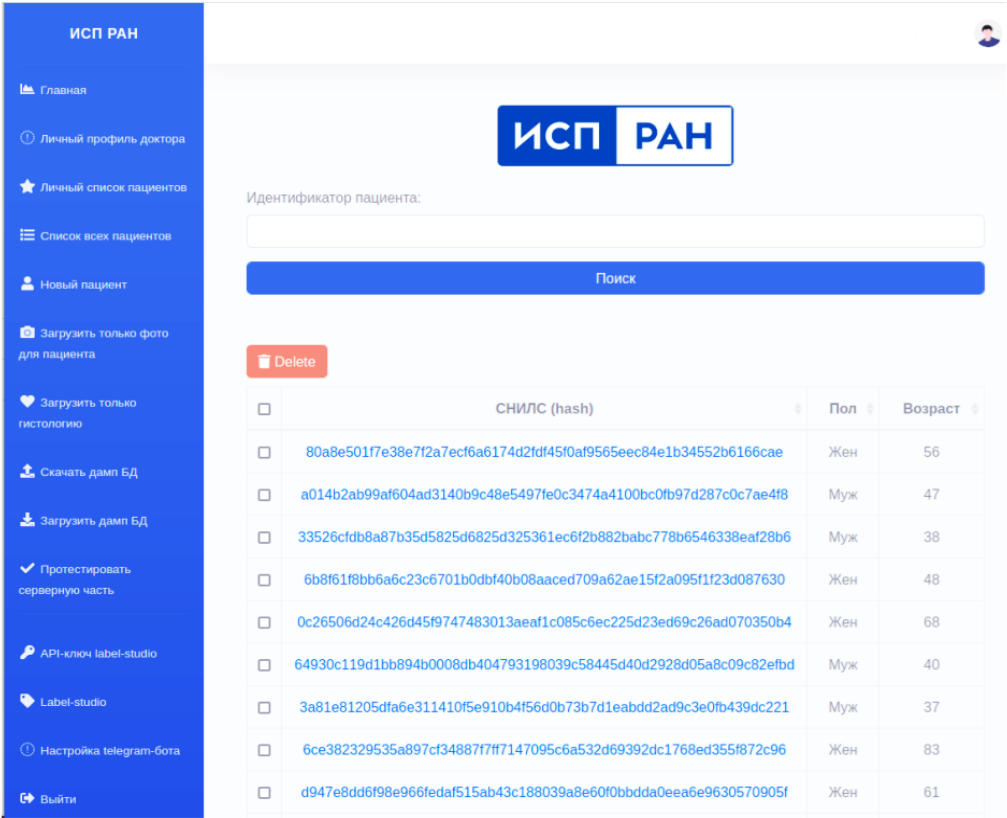 ИСП РАН
Главная
Личный профиль доктора
Личный список пациентов
Список всех пациентов
Новый пациент
Загрузить только фото
для пациента
Загрузить только
гистологию
Скачать дамп БД
Загрузить дамп БД
Протестировать
серверную часть
API-ключ label-studio
Label-studio
Настройка telegram-бота
Выйти
ИСП РАН
Идентификатор пациента:
Поиск
Delete
СНИЛС (hash) Пол Возраст
80a8e501f7e38e7f2a7ecf6a6174d2fdf45f0af9565eec84e1b34552b6166cae Жен 56
a014b2ab99af604ad3140b9c48e5497fe0c3474a4100bc0fb97d287c0c7ae4f8 Муж 47
33526cfdb8a87b35d5825d6825d325361ec6f2b882babc778b6546338eaf28b6 Муж 38
6b8f61f8bb6a6c23c6701b0dbf40b08aaced709a62ae15f2a095f1f23d087630 Жен 48
0c26506d24c426d45f9747483013aeaf1c085c6ec225d23ed69c26ad070350b4 Жен 68
64930c119d1bb894b0008db404793198039c58445d40d2928d05a8c09c82efbd Муж 40
3a81e81205dfa6e311410f5e910b4f56d0b73b7d1eabdd2ad9c3e0fb439dc221 Муж 37
6ce382329535a897cf34887f7ff7147095c6a532d69392dc1768ed355f872c96 Жен 83
d947e8dd6f98e966fedaf515ab43c188039a8e60f0bbdda0eea6e9630570905f Жен 61